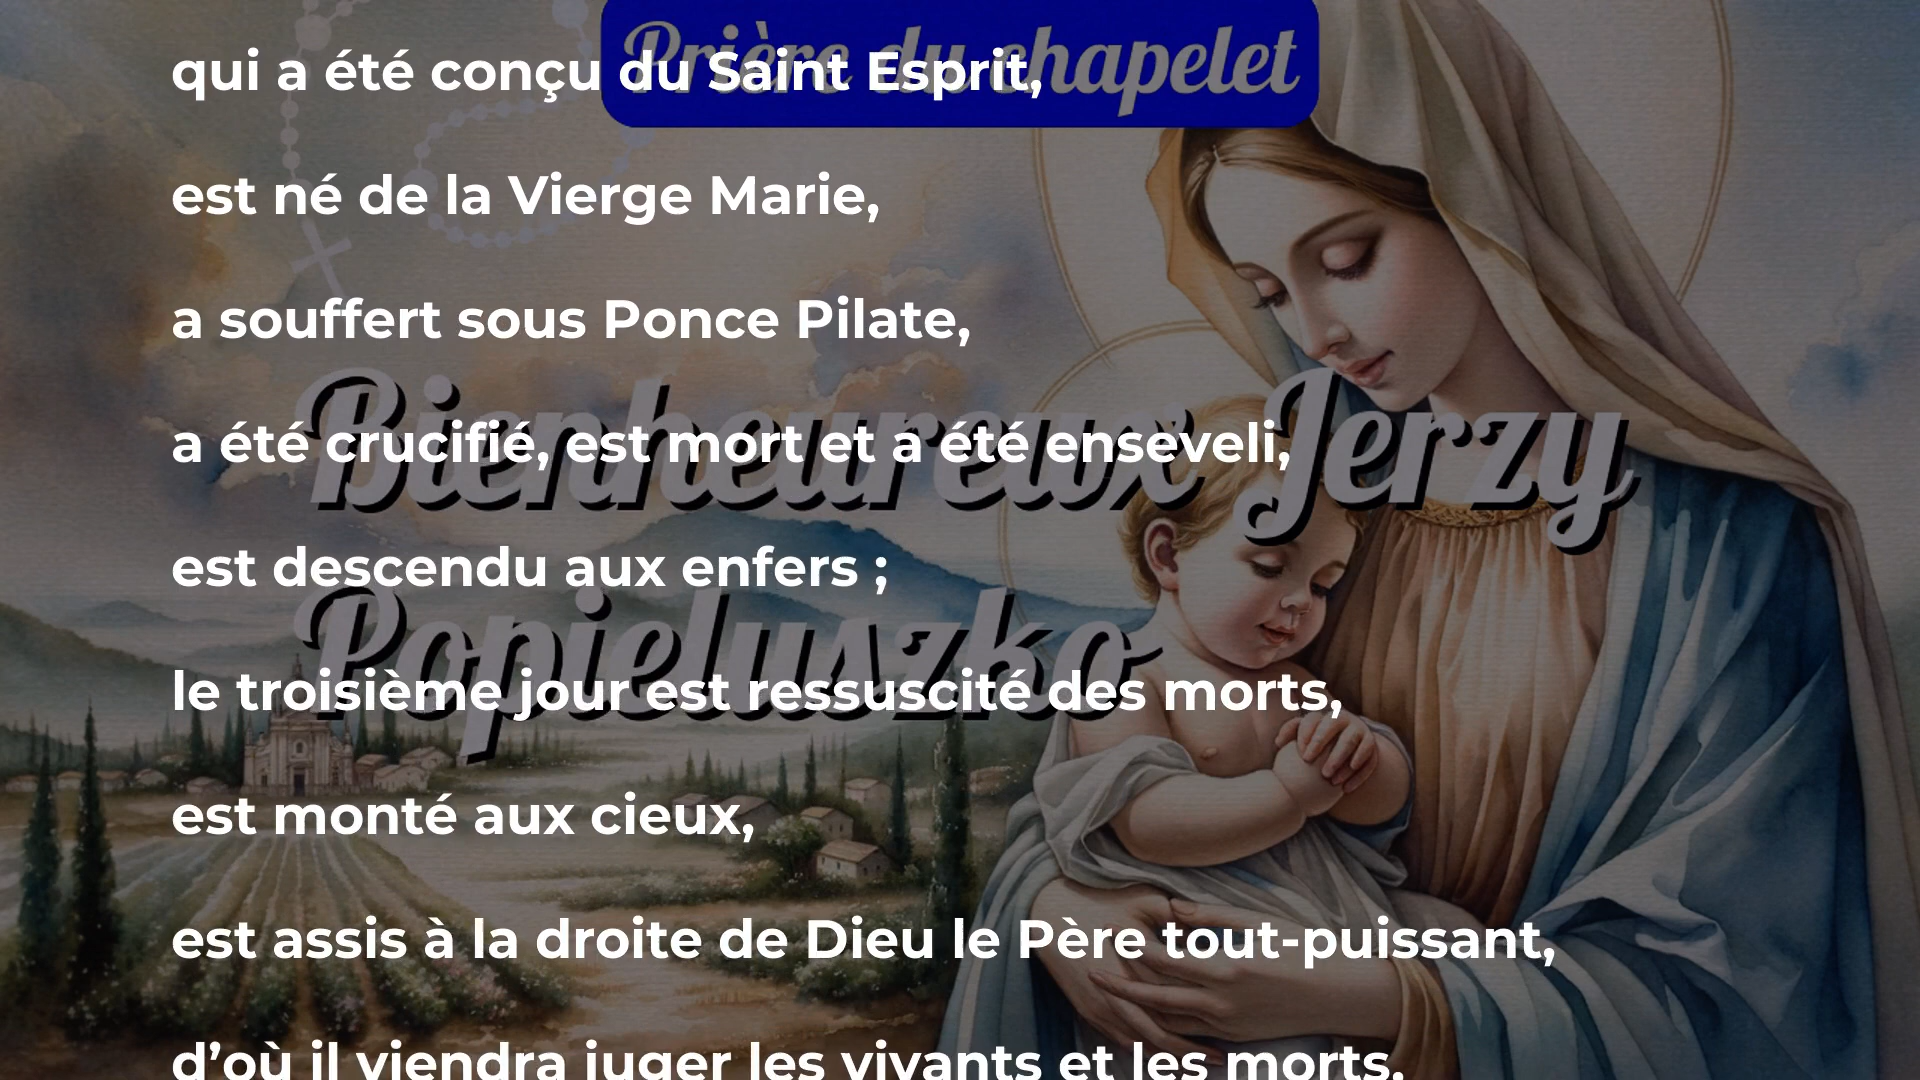 Prière du chapelet
qui a été conçu du Saint Esprit,
est né de la Vierge Marie,
a souffert sous Ponce Pilate,
Bienheureux Jerzy
a été crucifié, est mort et a été enseveli,
est descendu aux enfers ;
Popieluszko
le troisième jour est ressuscité des morts,
est monté aux cieux,
est assis à la droite de Dieu le Père tout-puissant,
d’où il viendra juger les vivants et les morts.